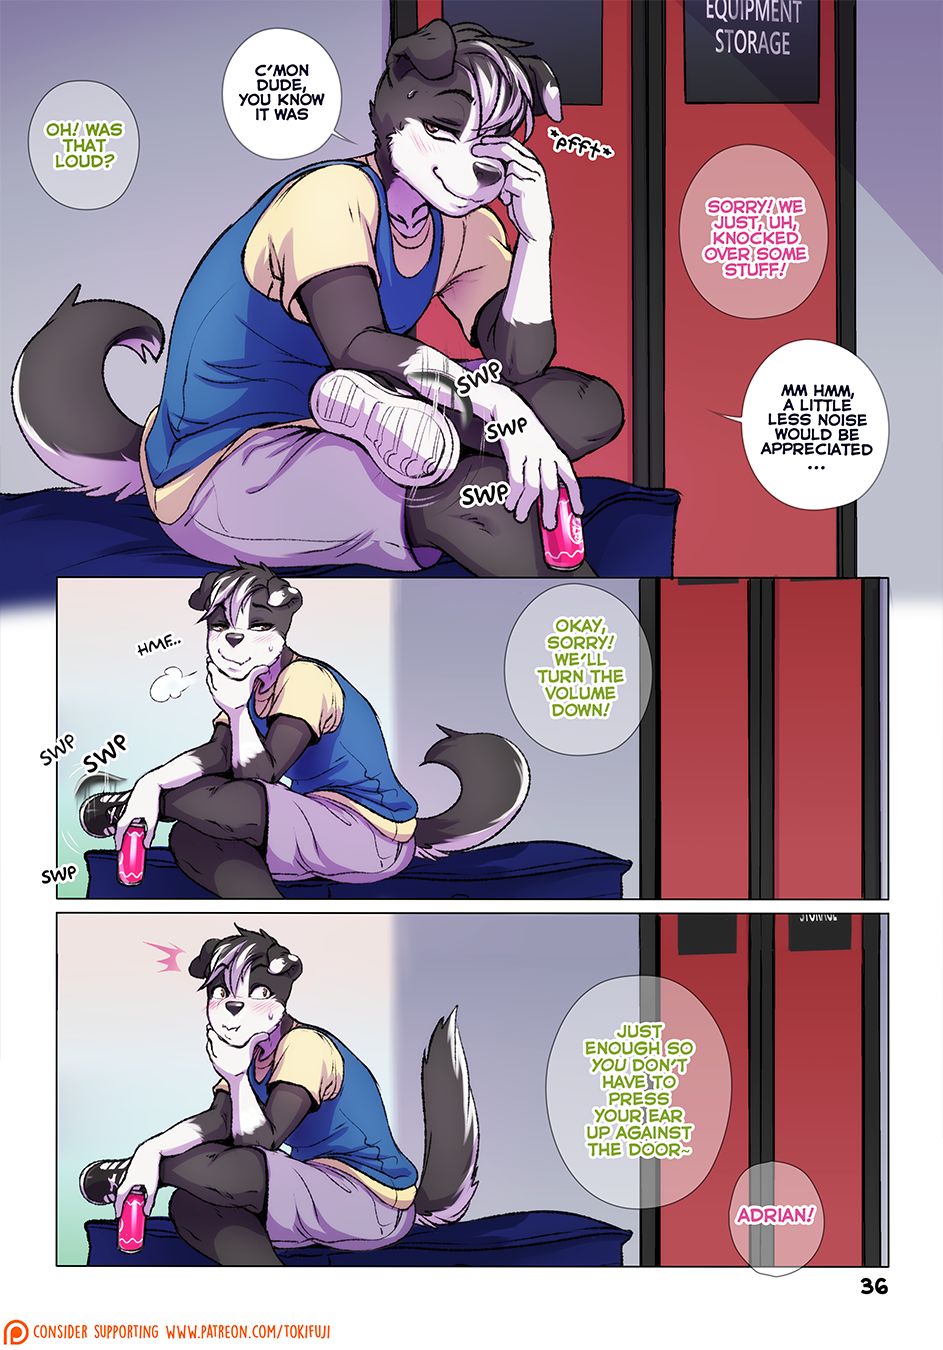 EQUIPMENT
STORAGE
OH! WAS
THAT
LOUD?
C'MON
DUDE,
YOU KNOW
IT WAS
*PFFT*
SORRY! WE
JUST, UH,
KNOCKED
OVER SOME
STUFF!
MM HMM,
A LITTLE
LESS NOISE
WOULD BE
APPRECIATED
...
SWP
SWP
SWP
HMF...
OKAY,
SORRY!
WE'LL
TURN THE
VOLUME
DOWN!
SWP
SWP
SWP
STORAGE
JUST
ENOUGH SO
YOU DON'T
HAVE TO
PRESS
YOUR EAR
UP AGAINST
THE DOOR~
ADRIAN!
36
CONSIDER SUPPORTING WWW.PATREON.COM/TOKIFUJI